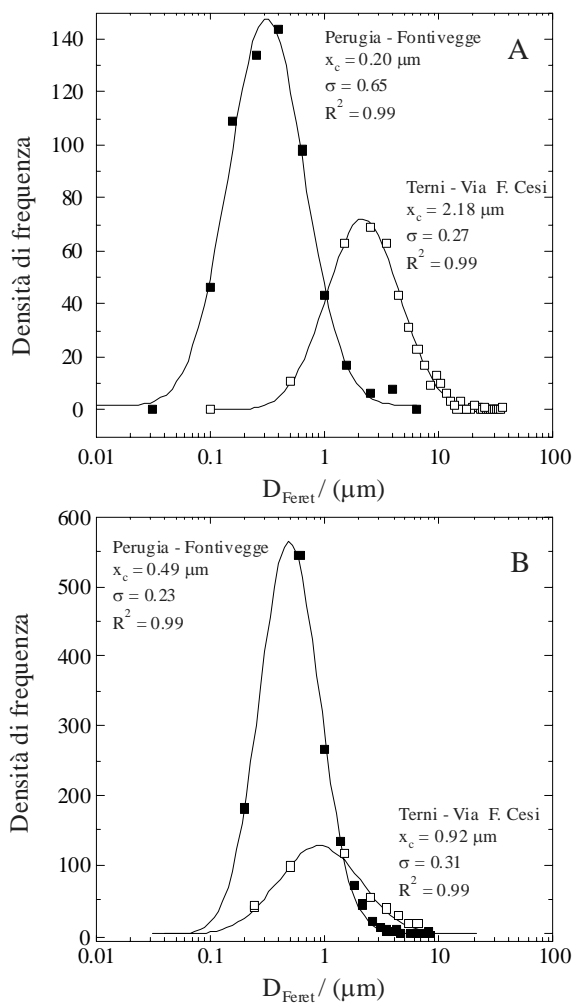 A
Perugia - Fontivegge
x_c = 0.20 μm
σ = 0.65
R² = 0.99
Terni - Via F. Cesi
x_c = 2.18 μm
σ = 0.27
R² = 0.99
Densità di frequenza
140
120
100
80
60
40
20
0
0.01 0.1 1 10 100
D_Feret / (μm)
B
Perugia - Fontivegge
x_c = 0.49 μm
σ = 0.23
R² = 0.99
Terni - Via F. Cesi
x_c = 0.92 μm
σ = 0.31
R² = 0.99
Densità di frequenza
600
500
400
300
200
100
0
0.01 0.1 1 10 100
D_Feret / (μm)